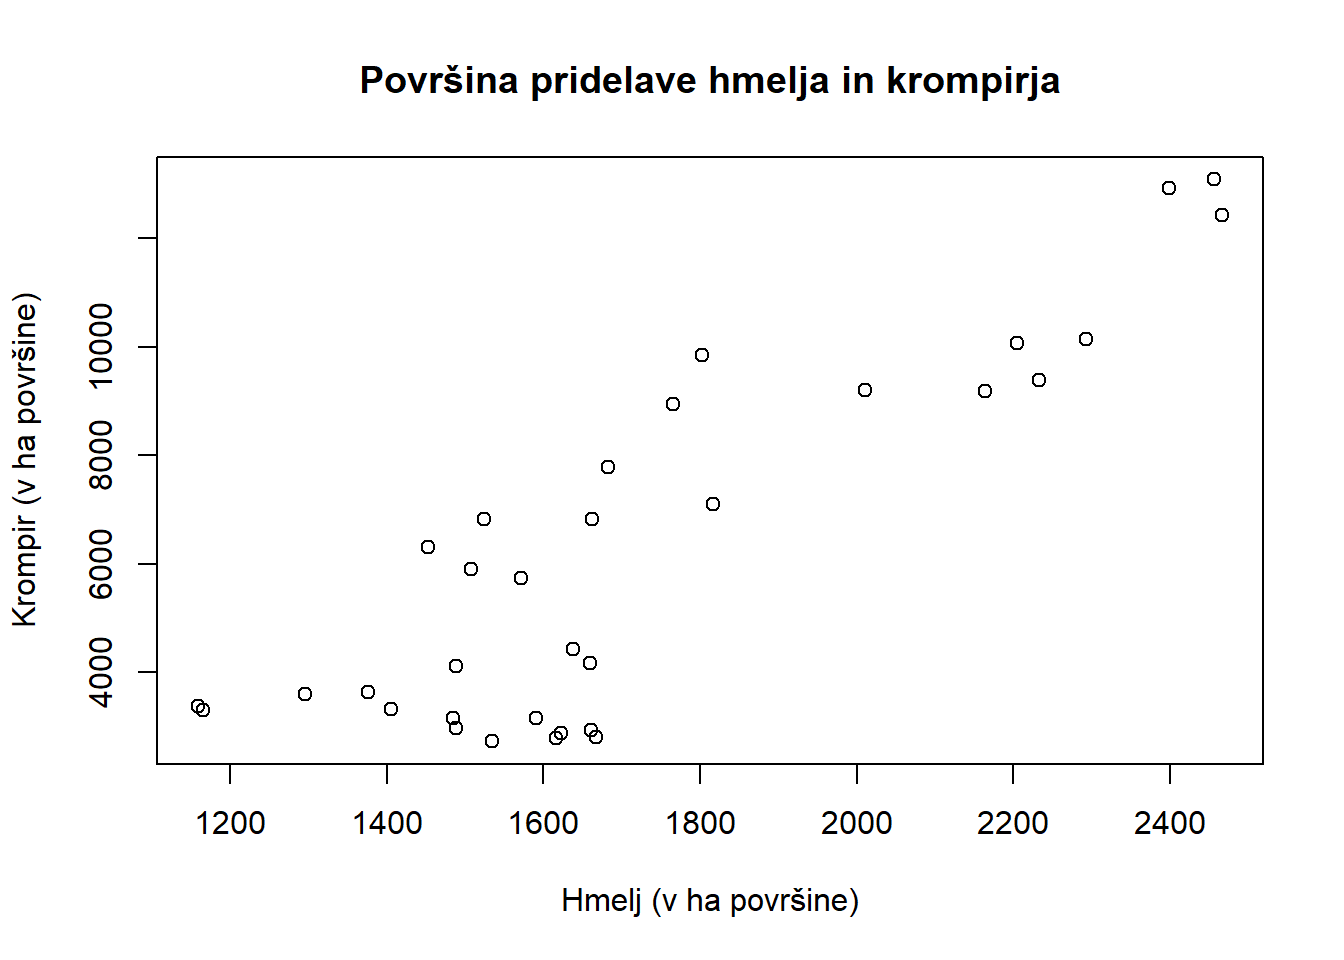 Površina pridelave hmelja in krompirja
Krompir (v ha površine)
10000
8000
6000
4000
1200 1400 1600 1800 2000 2200 2400
Hmelj (v ha površine)